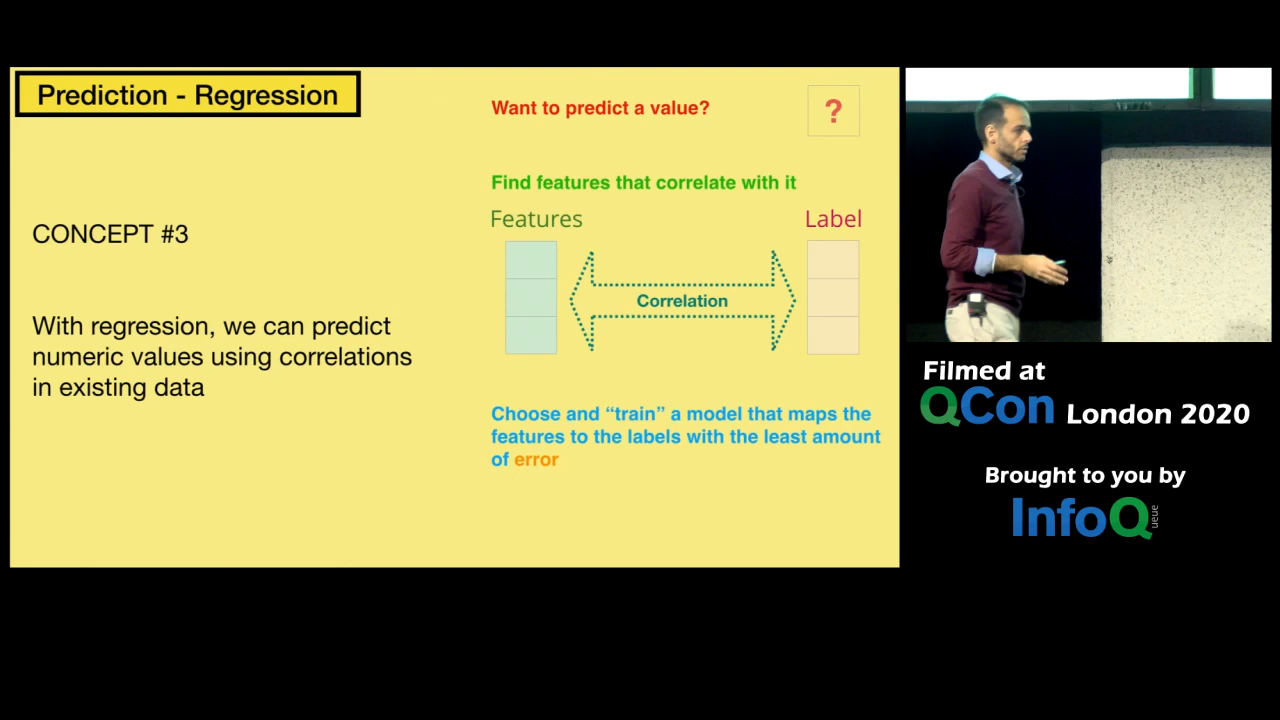 Prediction - Regression
CONCEPT #3
With regression, we can predict
numeric values using correlations
in existing data
Want to predict a value?
?
Find features that correlate with it
Features
Label
Correlation
Choose and “train” a model that maps the
features to the labels with the least amount
of error
Filmed at
QCon London 2020
Brought to you by
InfoQueue